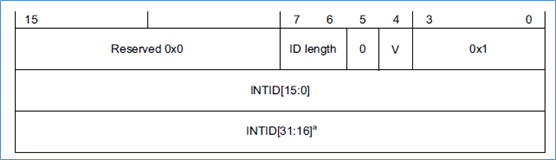 15 7 6 5 4 3 0
Reserved 0x0 ID length 0 V 0x1
INTID[15:0]
INTID[31:16]a